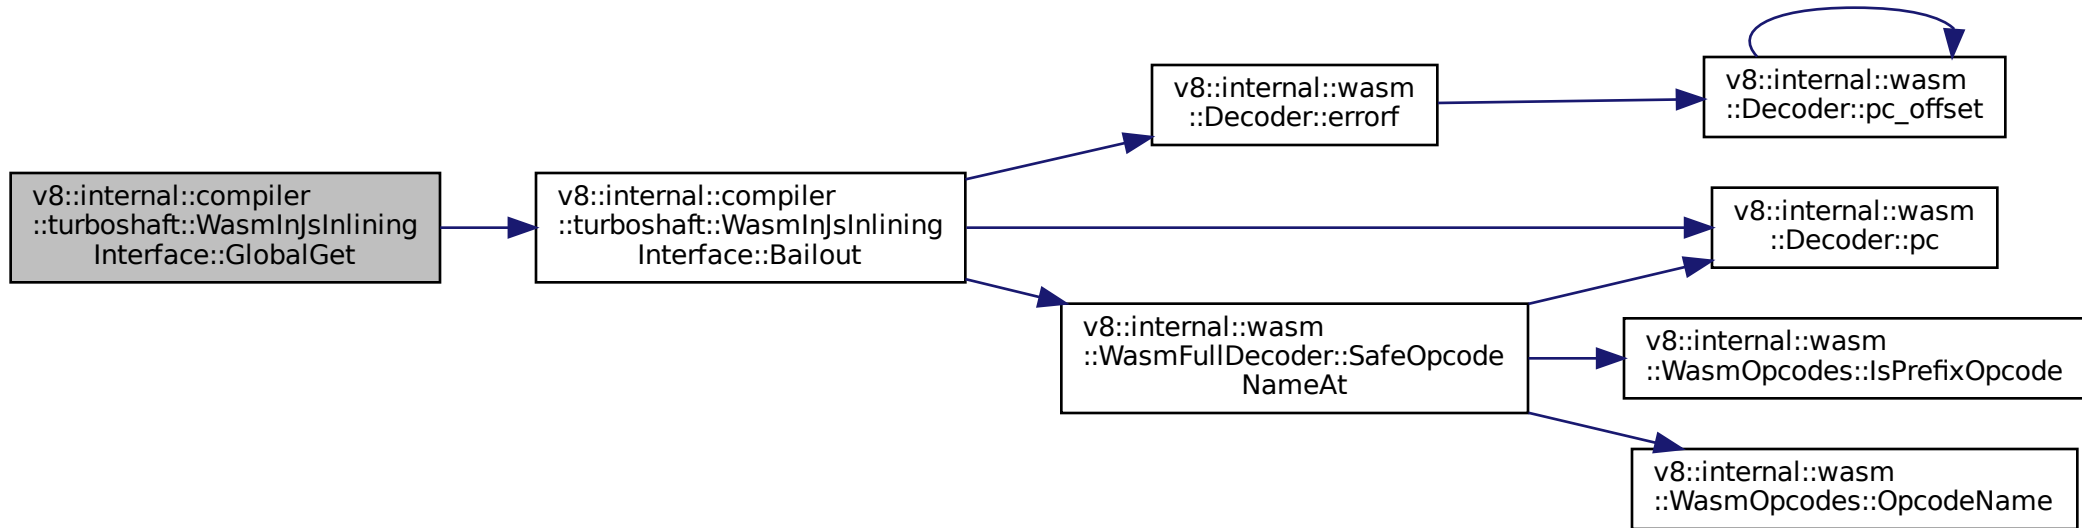 v8::internal::compiler
::turboshaft::WasmInJsInlining
Interface::GlobalGet
v8::internal::compiler
::turboshaft::WasmInJsInlining
Interface::Bailout
v8::internal::wasm
::Decoder::errorf
v8::internal::wasm
::Decoder::pc_offset
v8::internal::wasm
::Decoder::pc
v8::internal::wasm
::WasmFullDecoder::SafeOpcode
NameAt
v8::internal::wasm
::WasmOpcodes::IsPrefixOpcode
v8::internal::wasm
::WasmOpcodes::OpcodeName